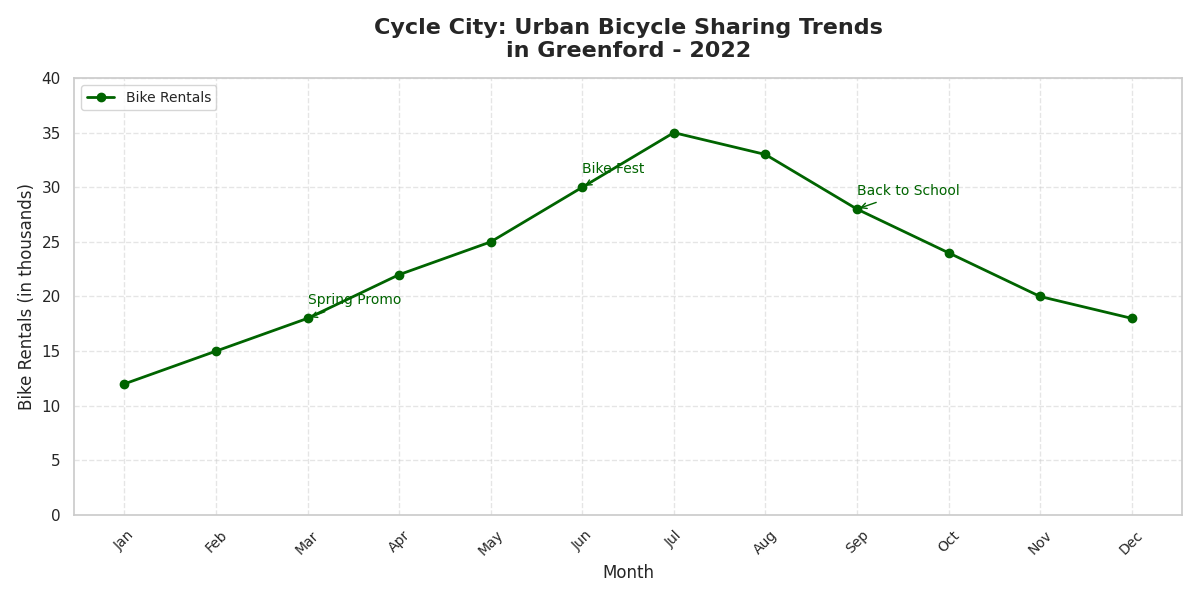 Cycle City: Urban Bicycle Sharing Trends
in Greenford - 2022
Bike Rentals (in thousands)
40
35
30
25
20
15
10
5
0
Bike Rentals
Spring Promo
Bike Fest
Back to School
Jan
Feb
Mar
Apr
May
Jun
Jul
Aug
Sep
Oct
Nov
Dec
Month